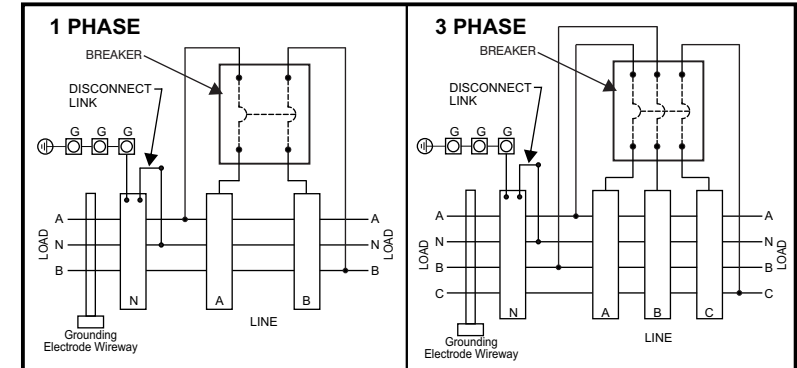 1 PHASE
BREAKER
DISCONNECT
LINK
G G G
A A
N N
B B
LOAD LOAD
N A B
LINE
Grounding
Electrode Wireway
3 PHASE
BREAKER
DISCONNECT
LINK
G G G
A A
N N
B B
C C
LOAD LOAD
N A B C
LINE
Grounding
Electrode Wireway